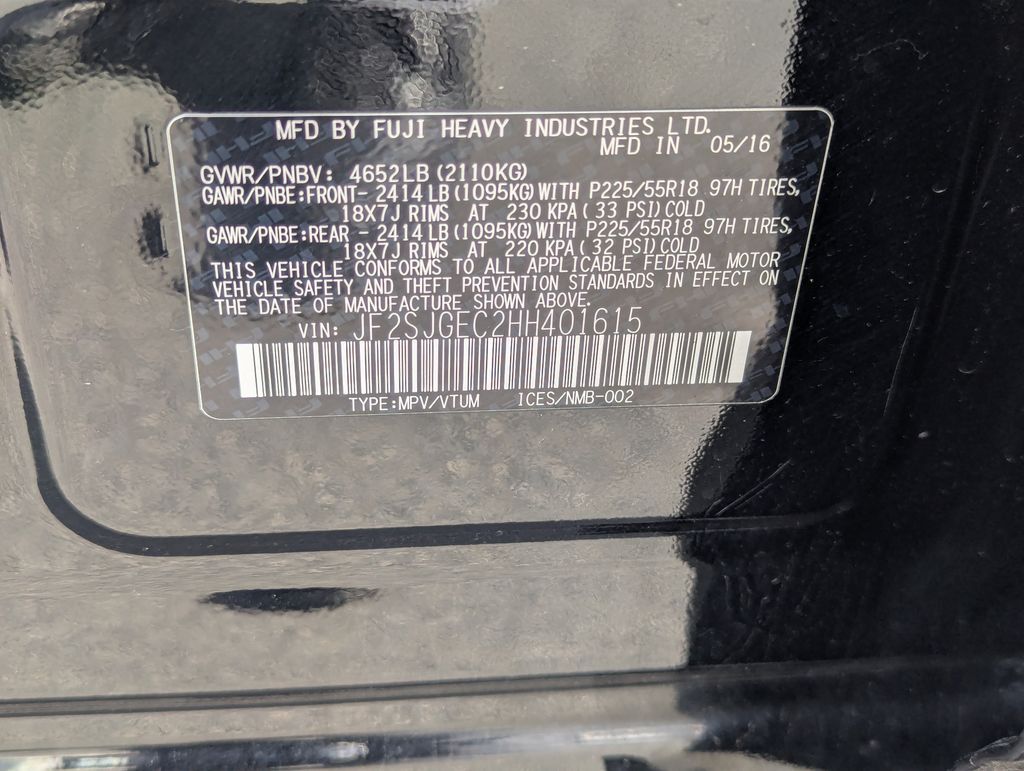 MFD BY FUJI HEAVY INDUSTRIES LTD.
MFD IN 05/16
GVWR/PNBV: 4652LB (2110KG)
GAWR/PNBE:FRONT- 2414 LB (1095KG) WITH P225/55R18 97H TIRES,
18X7J RIMS AT 230 KPA ( 33 PSI) COLD
GAWR/PNBE:REAR - 2414 LB (1095KG) WITH P225/55R18 97H TIRES,
18X7J RIMS AT 220 KPA ( 32 PSI) COLD
THIS VEHICLE CONFORMS TO ALL APPLICABLE FEDERAL MOTOR
VEHICLE SAFETY AND THEFT PREVENTION STANDARDS IN EFFECT ON
THE DATE OF MANUFACTURE SHOWN ABOVE.
VIN: JF2SJGEC2HH401615
TYPE:MPV/VTUM ICES/NMB-002